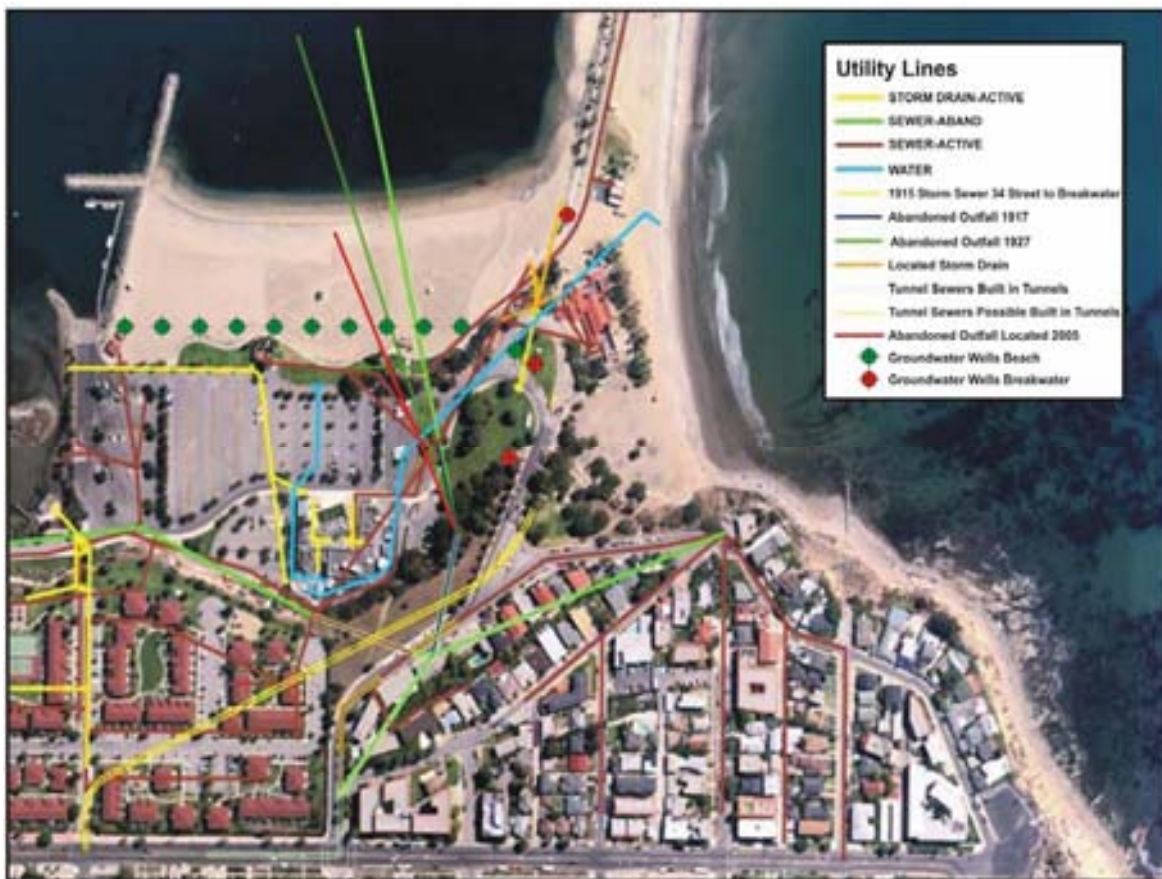 Utility Lines
STORM DRAIN-ACTIVE
SEWER-ABAND
SEWER-ACTIVE
WATER
1915 Storm Sewer 34 Street to Breakwater
Abandoned Outfall 1917
Abandoned Outfall 1927
Located Storm Drain
Tunnel Sewers Built in Tunnels
Tunnel Sewers Possible Built in Tunnels
Abandoned Outfall Located 2005
Groundwater Wells Beach
Groundwater Wells Breakwater